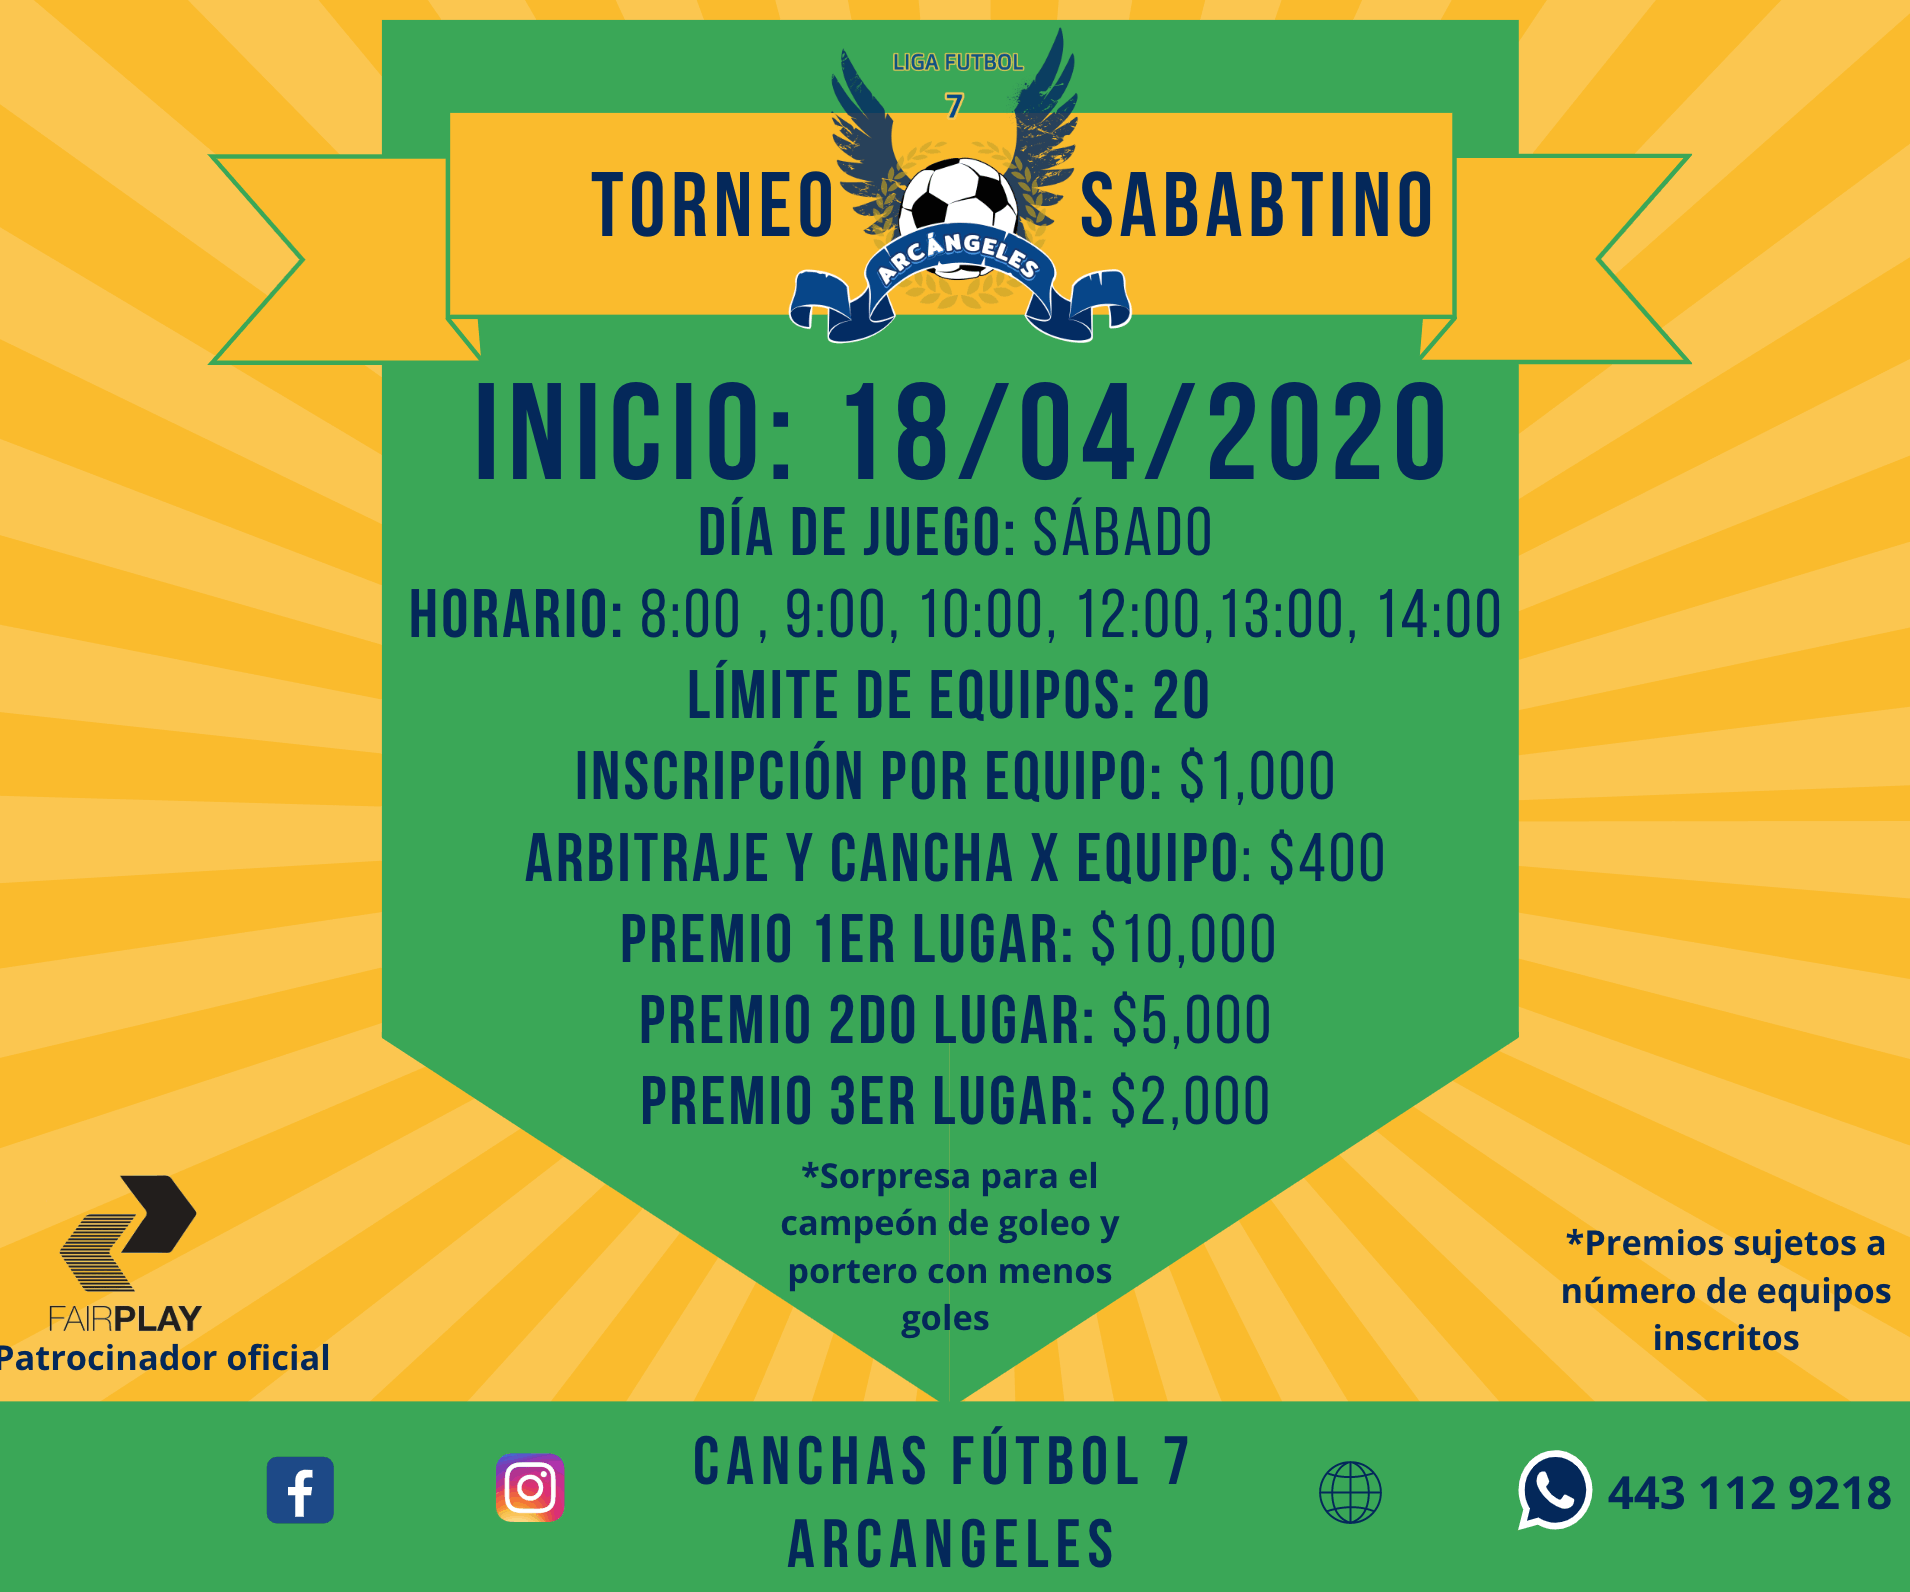 LIGA FUTBOL
7
TORNEO SABABTINO
ARCÁNGELES
INICIO: 18/04/2020
DÍA DE JUEGO: SÁBADO
HORARIO: 8:00 , 9:00, 10:00, 12:00,13:00, 14:00
LÍMITE DE EQUIPOS: 20
INSCRIPCIÓN POR EQUIPO: $1,000
ARBITRAJE Y CANCHA X EQUIPO: $400
PREMIO 1ER LUGAR: $10,000
PREMIO 2DO LUGAR: $5,000
PREMIO 3ER LUGAR: $2,000
*Sorpresa para el
campeón de goleo y
portero con menos
goles
FAIRPLAY
Patrocinador oficial
*Premios sujetos a
número de equipos
inscritos
CANCHAS FÚTBOL 7
ARCANGELES
443 112 9218